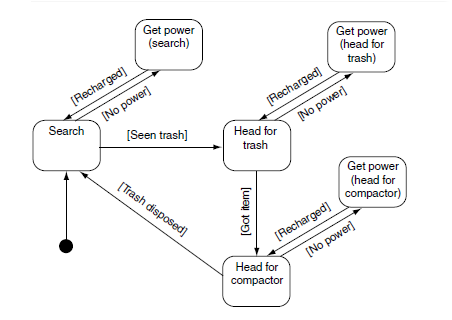 Get power
(search)
Get power
(head for
trash)
[Recharged]
[No power]
[Recharged]
[No power]
Search
[Seen trash]
Head for
trash
Get power
(head for
compactor)
[Trash disposed]
[Got item]
[Recharged]
[No power]
Head for
compactor